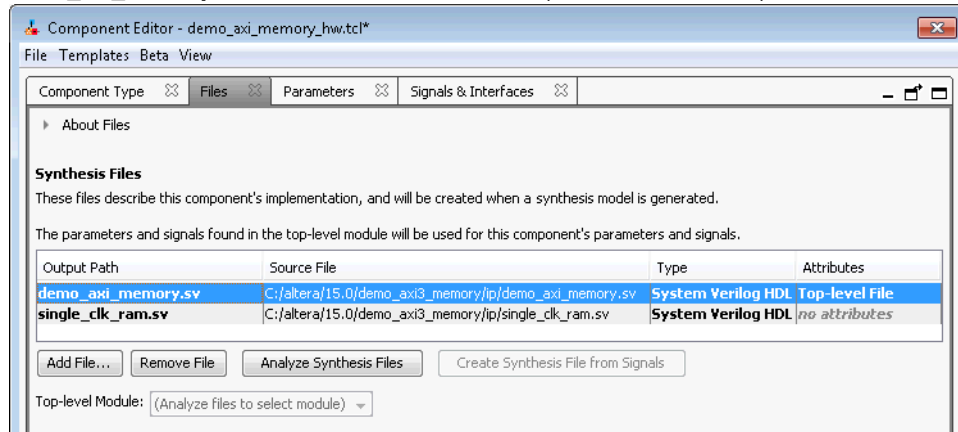 Component Editor - demo_axi_memory_hw.tcl*
File Templates Beta View
Component Type Files Parameters Signals & Interfaces
About Files
Synthesis Files
These files describe this component's implementation, and will be created when a synthesis model is generated.
The parameters and signals found in the top-level module will be used for this component's parameters and signals.
Output Path Source File Type Attributes
demo_axi_memory.sv C:/altera/15.0/demo_axi3_memory/ip/demo_axi_memory.sv System Verilog HDL Top-level File
single_clk_ram.sv C:/altera/15.0/demo_axi3_memory/ip/single_clk_ram.sv System Verilog HDL no attributes
Add File... Remove File Analyze Synthesis Files Create Synthesis File from Signals
Top-level Module: (Analyze files to select module)